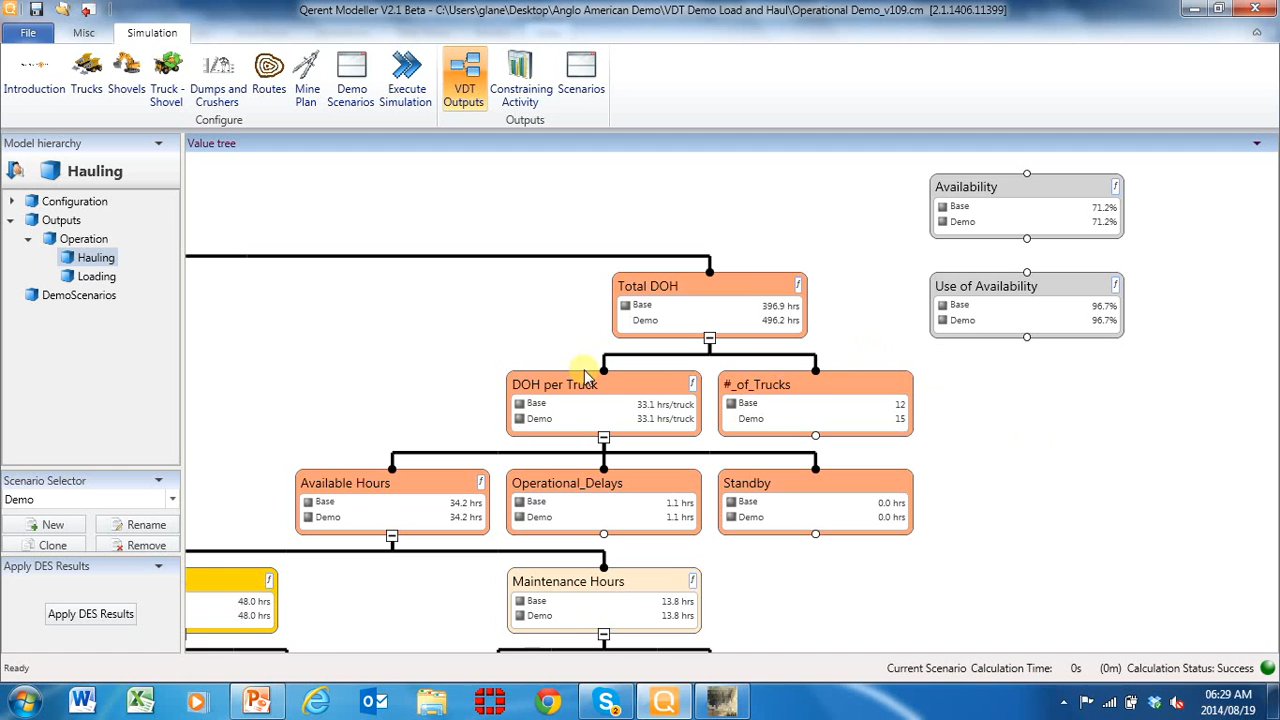 Qerent Modeller V2.1 Beta - C:\Users\glane\Desktop\Anglo American Demo\VDT Demo Load and Haul\Operational Demo_v109.cm [2.1.1406.11399]
File Misc Simulation
Introduction Trucks Shovels Truck - Shovel Dumps and Crushers Routes Mine Plan Demo Scenarios Execute Simulation VDT Outputs Constraining Activity Scenarios
Configure Outputs
Model hierarchy
Hauling
Configuration
Outputs
Operation
Hauling
Loading
DemoScenarios
Scenario Selector
Demo
New Rename
Clone Remove
Apply DES Results
Apply DES Results
Value tree
Availability
Base 71.2%
Demo 71.2%
Total DOH
Base 396.9 hrs
Demo 496.2 hrs
Use of Availability
Base 96.7%
Demo 96.7%
DOH per Truck
Base 33.1 hrs/truck
Demo 33.1 hrs/truck
#_of_Trucks
Base 12
Demo 15
Available Hours
Base 34.2 hrs
Demo 34.2 hrs
Operational_Delays
Base 1.1 hrs
Demo 1.1 hrs
Standby
Base 0.0 hrs
Demo 0.0 hrs
48.0 hrs
48.0 hrs
Maintenance Hours
Base 13.8 hrs
Demo 13.8 hrs
Ready
Current Scenario Calculation Time: 0s (0m) Calculation Status: Success
06:29 AM
2014/08/19